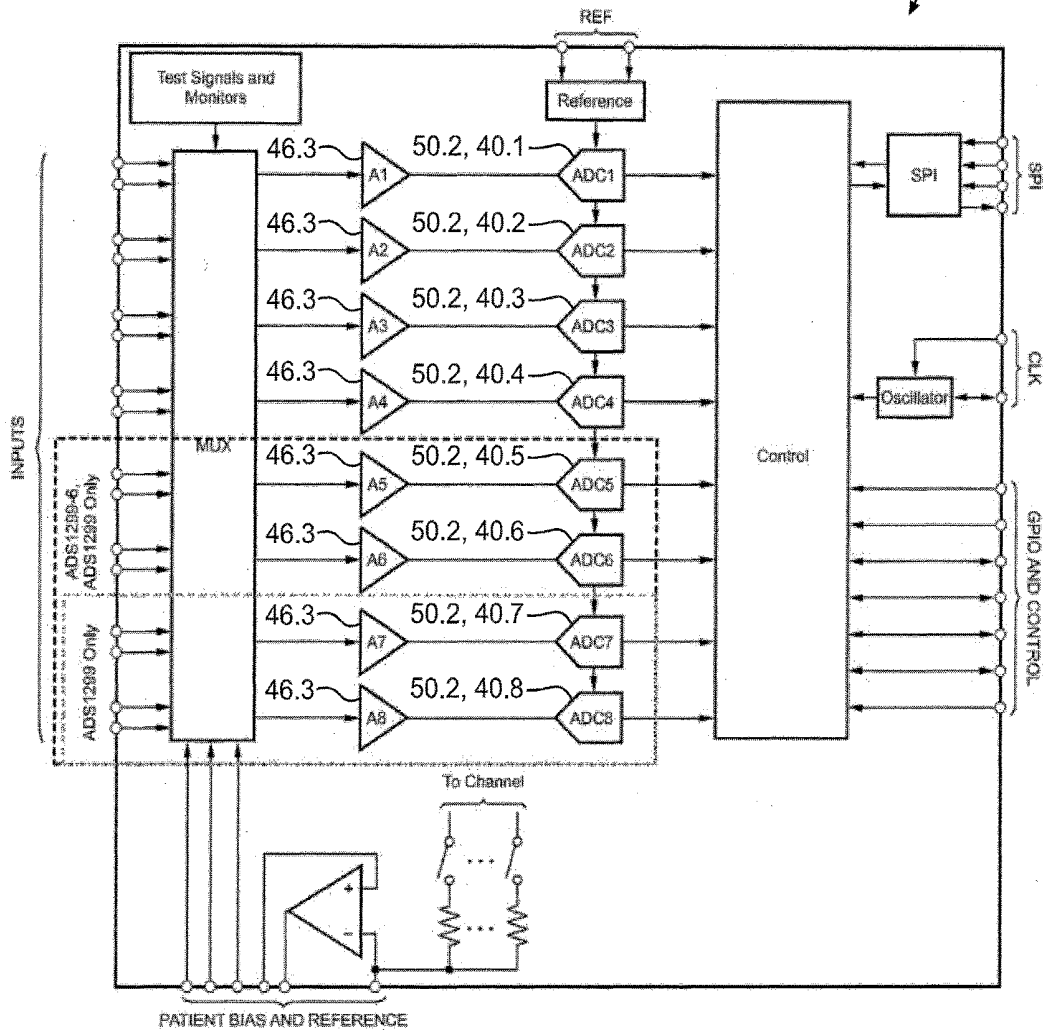 REF
Test Signals and
Monitors
Reference
46.3
A1
50.2, 40.1
ADC1
SPI
SPI
46.3
A2
50.2, 40.2
ADC2
46.3
A3
50.2, 40.3
ADC3
46.3
A4
50.2, 40.4
ADC4
Oscillator
CLK
INPUTS
MUX
Control
ADS1299-6,
ADS1299 Only
46.3
A5
50.2, 40.5
ADC5
46.3
A6
50.2, 40.6
ADC6
GPIO AND CONTROL
ADS1299 Only
46.3
A7
50.2, 40.7
ADC7
46.3
A8
50.2, 40.8
ADC8
To Channel
+
−
PATIENT BIAS AND REFERENCE